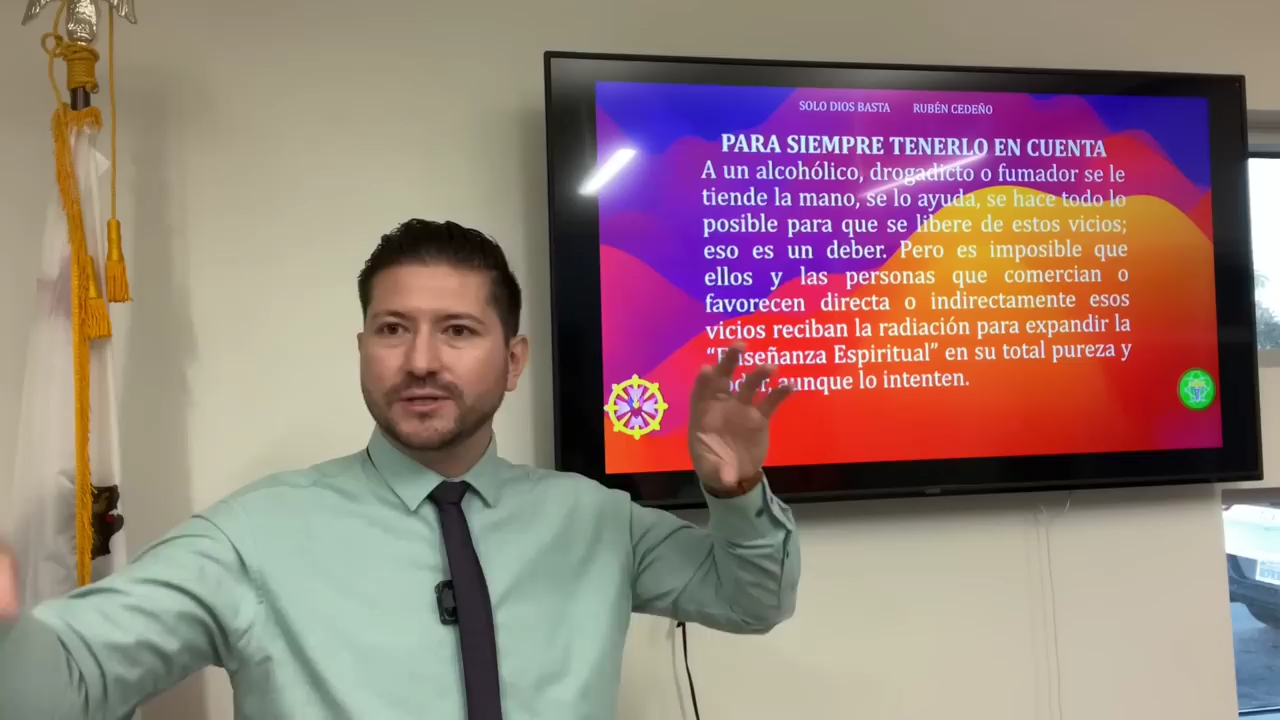 SOLO DIOS BASTA RUBÉN CEDEÑO
PARA SIEMPRE TENERLO EN CUENTA
A un alcohólico, drogadicto o fumador se le
tiende la mano, se lo ayuda, se hace todo lo
posible para que se libere de estos vicios;
eso es un deber. Pero es imposible que
ellos y las personas que comercian o
favorecen directa o indirectamente esos
vicios reciban la radiación para expandir la
“Enseñanza Espiritual” en su total pureza y
poder, aunque lo intenten.